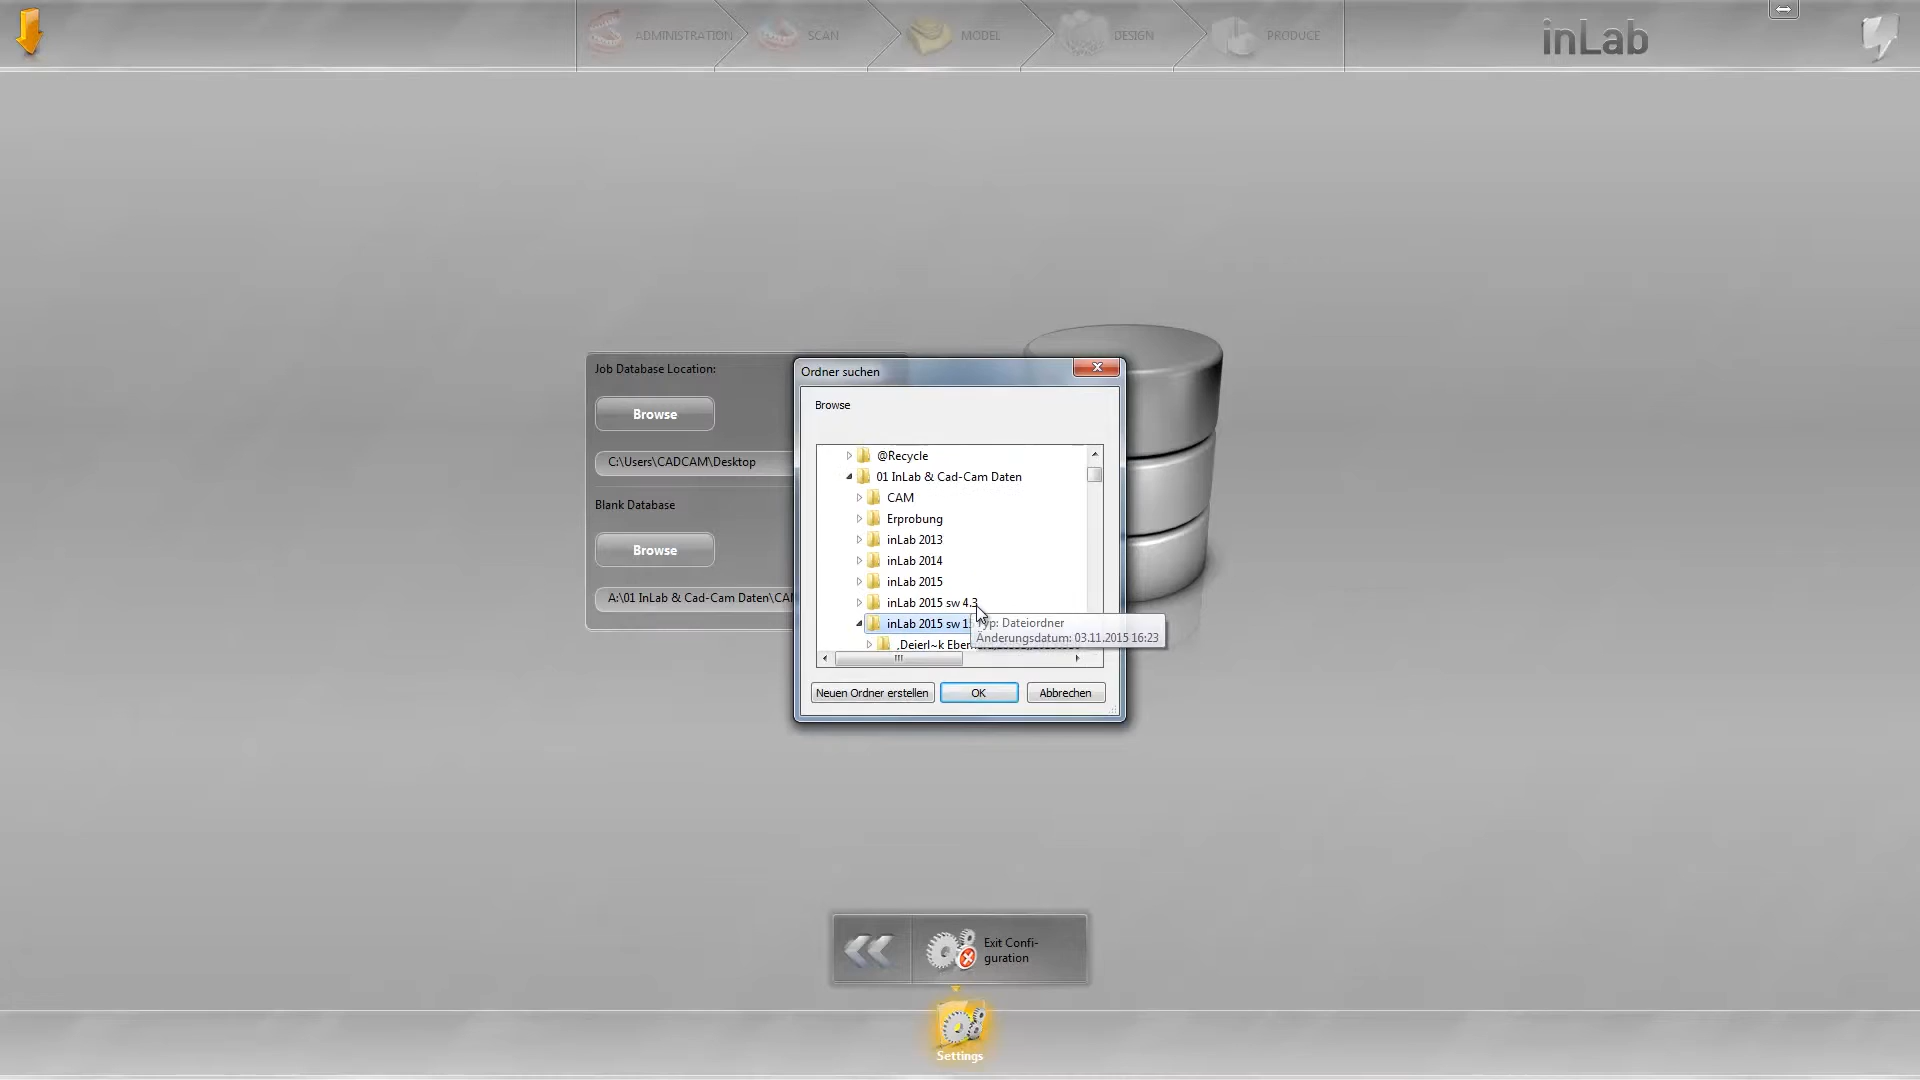 ADMINISTRATION
SCAN
MODEL
DESIGN
PRODUCE
inLab
Job Database Location:
Browse
C:\Users\CADCAM\Desktop
Blank Database
Browse
A:\01 InLab & Cad-Cam Daten\CAM
Ordner suchen
Browse
@Recycle
01 InLab & Cad-Cam Daten
CAM
Erprobung
inLab 2013
inLab 2014
inLab 2015
inLab 2015 sw 4.3
inLab 2015 sw
Typ: Dateiordner
Änderungsdatum: 03.11.2015 16:23
,Deierl~k
Neuen Ordner erstellen
OK
Abbrechen
Exit Confi-
guration
Settings